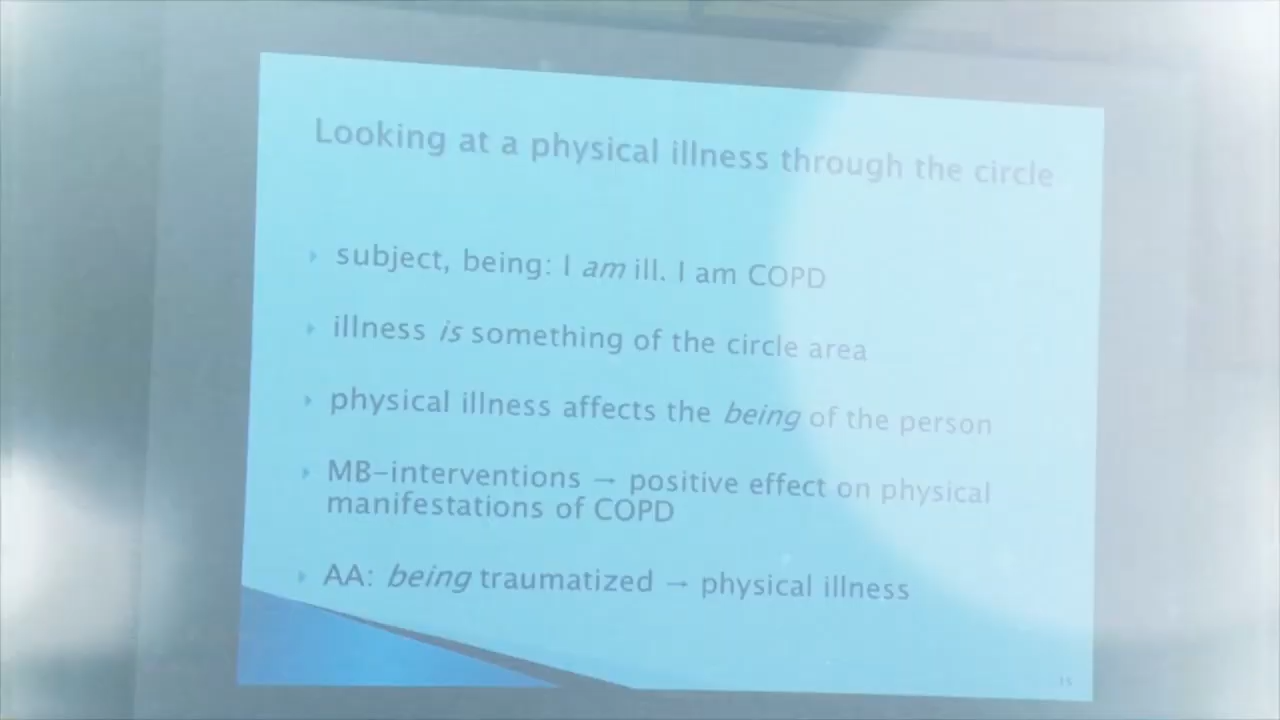 Looking at a physical illness through the circle
subject, being: I am ill. I am COPD
illness is something of the circle area
physical illness affects the being of the person
MB-interventions → positive effect on physical
manifestations of COPD
AA: being traumatized → physical illness
15